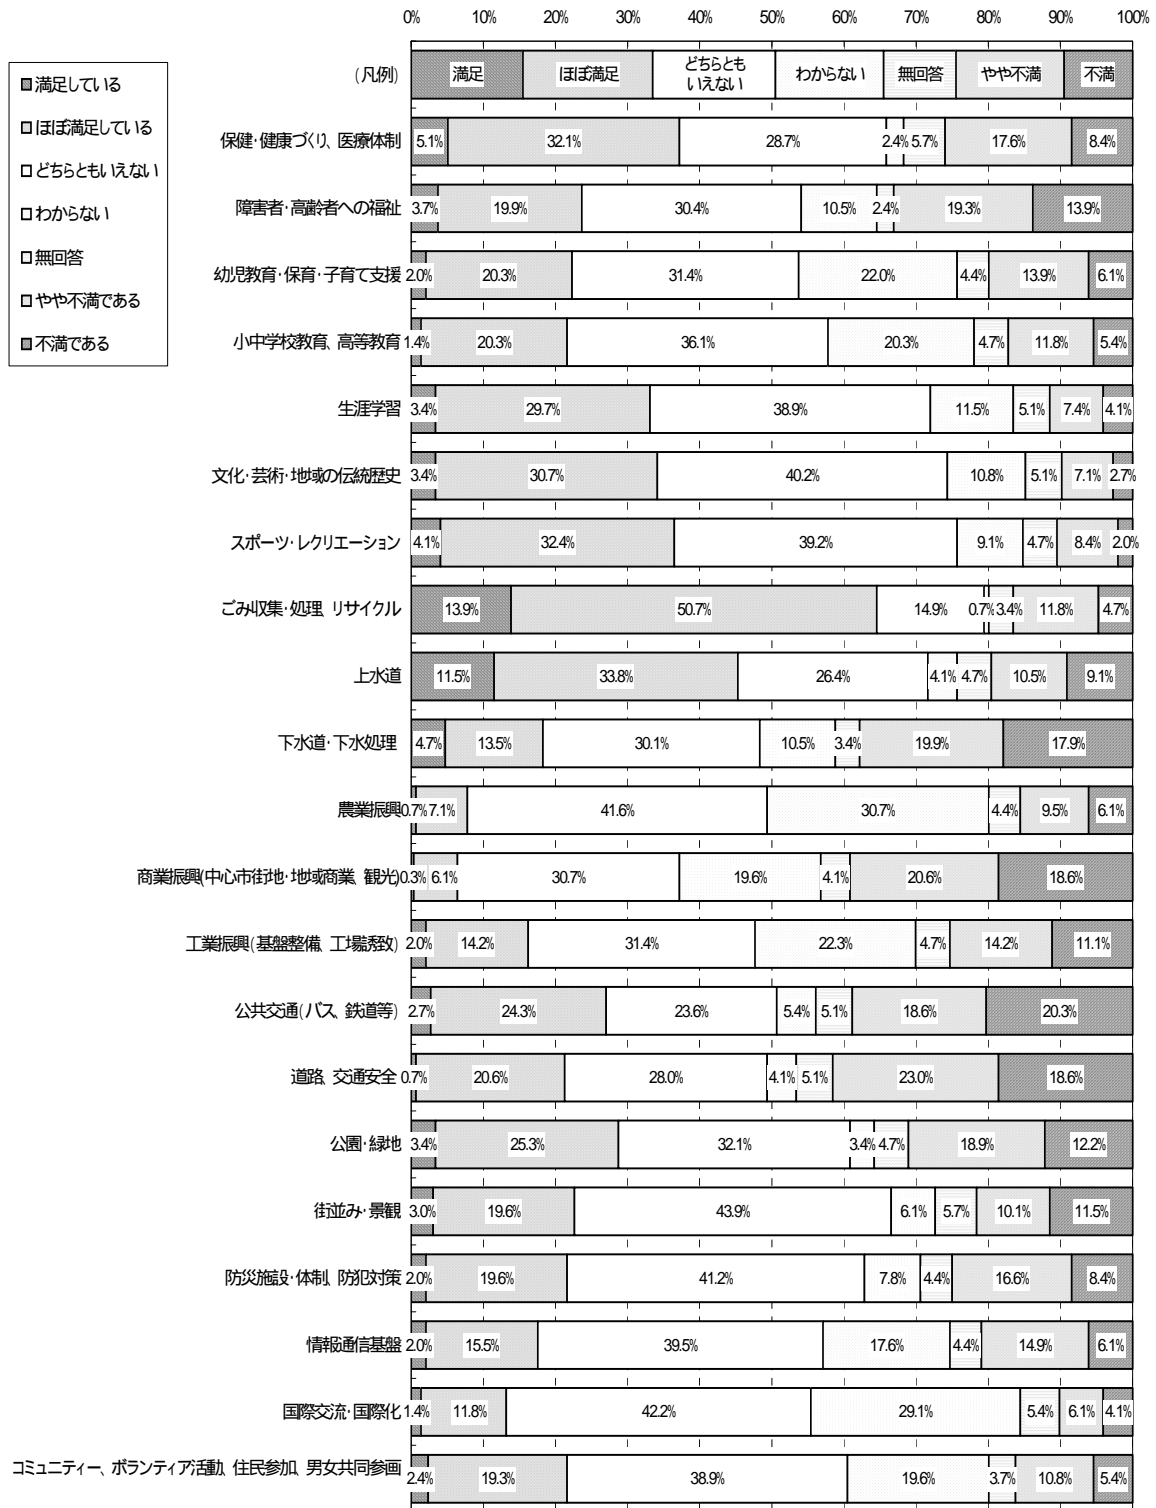 0% 10% 20% 30% 40% 50% 60% 70% 80% 90% 100%
満足している
ほぼ満足している
どちらともいえない
わからない
無回答
やや不満である
不満である
(凡例) 満足 ほぼ満足 どちらとも いえない わからない 無回答 やや不満 不満
保健・健康づくり、医療体制 5.1% 32.1% 28.7% 2.4% 5.7% 17.6% 8.4%
障害者・高齢者への福祉 3.7% 19.9% 30.4% 10.5% 2.4% 19.3% 13.9%
幼児教育・保育・子育て支援 2.0% 20.3% 31.4% 22.0% 4.4% 13.9% 6.1%
小中学校教育、高等教育 1.4% 20.3% 36.1% 20.3% 4.7% 11.8% 5.4%
生涯学習 3.4% 29.7% 38.9% 11.5% 5.1% 7.4% 4.1%
文化・芸術・地域の伝統歴史 3.4% 30.7% 40.2% 10.8% 5.1% 7.1% 2.7%
スポーツ・レクリエーション 4.1% 32.4% 39.2% 9.1% 4.7% 8.4% 2.0%
ごみ収集・処理、リサイクル 13.9% 50.7% 14.9% 0.7% 3.4% 11.8% 4.7%
上水道 11.5% 33.8% 26.4% 4.1% 4.7% 10.5% 9.1%
下水道・下水処理 4.7% 13.5% 30.1% 10.5% 3.4% 19.9% 17.9%
農業振興 0.7% 7.1% 41.6% 30.7% 4.4% 9.5% 6.1%
商業振興(中心市街地・地域商業、観光) 0.3% 6.1% 30.7% 19.6% 4.1% 20.6% 18.6%
工業振興(基盤整備、工場誘致) 2.0% 14.2% 31.4% 22.3% 4.7% 14.2% 11.1%
公共交通(バス、鉄道等) 2.7% 24.3% 23.6% 5.4% 5.1% 18.6% 20.3%
道路、交通安全 0.7% 20.6% 28.0% 4.1% 5.1% 23.0% 18.6%
公園・緑地 3.4% 25.3% 32.1% 3.4% 4.7% 18.9% 12.2%
街並み・景観 3.0% 19.6% 43.9% 6.1% 5.7% 10.1% 11.5%
防災施設・体制、防犯対策 2.0% 19.6% 41.2% 7.8% 4.4% 16.6% 8.4%
情報通信基盤 2.0% 15.5% 39.5% 17.6% 4.4% 14.9% 6.1%
国際交流・国際化 1.4% 11.8% 42.2% 29.1% 5.4% 6.1% 4.1%
コミュニティー、ボランティア活動、住民参加、男女共同参画 2.4% 19.3% 38.9% 19.6% 3.7% 10.8% 5.4%